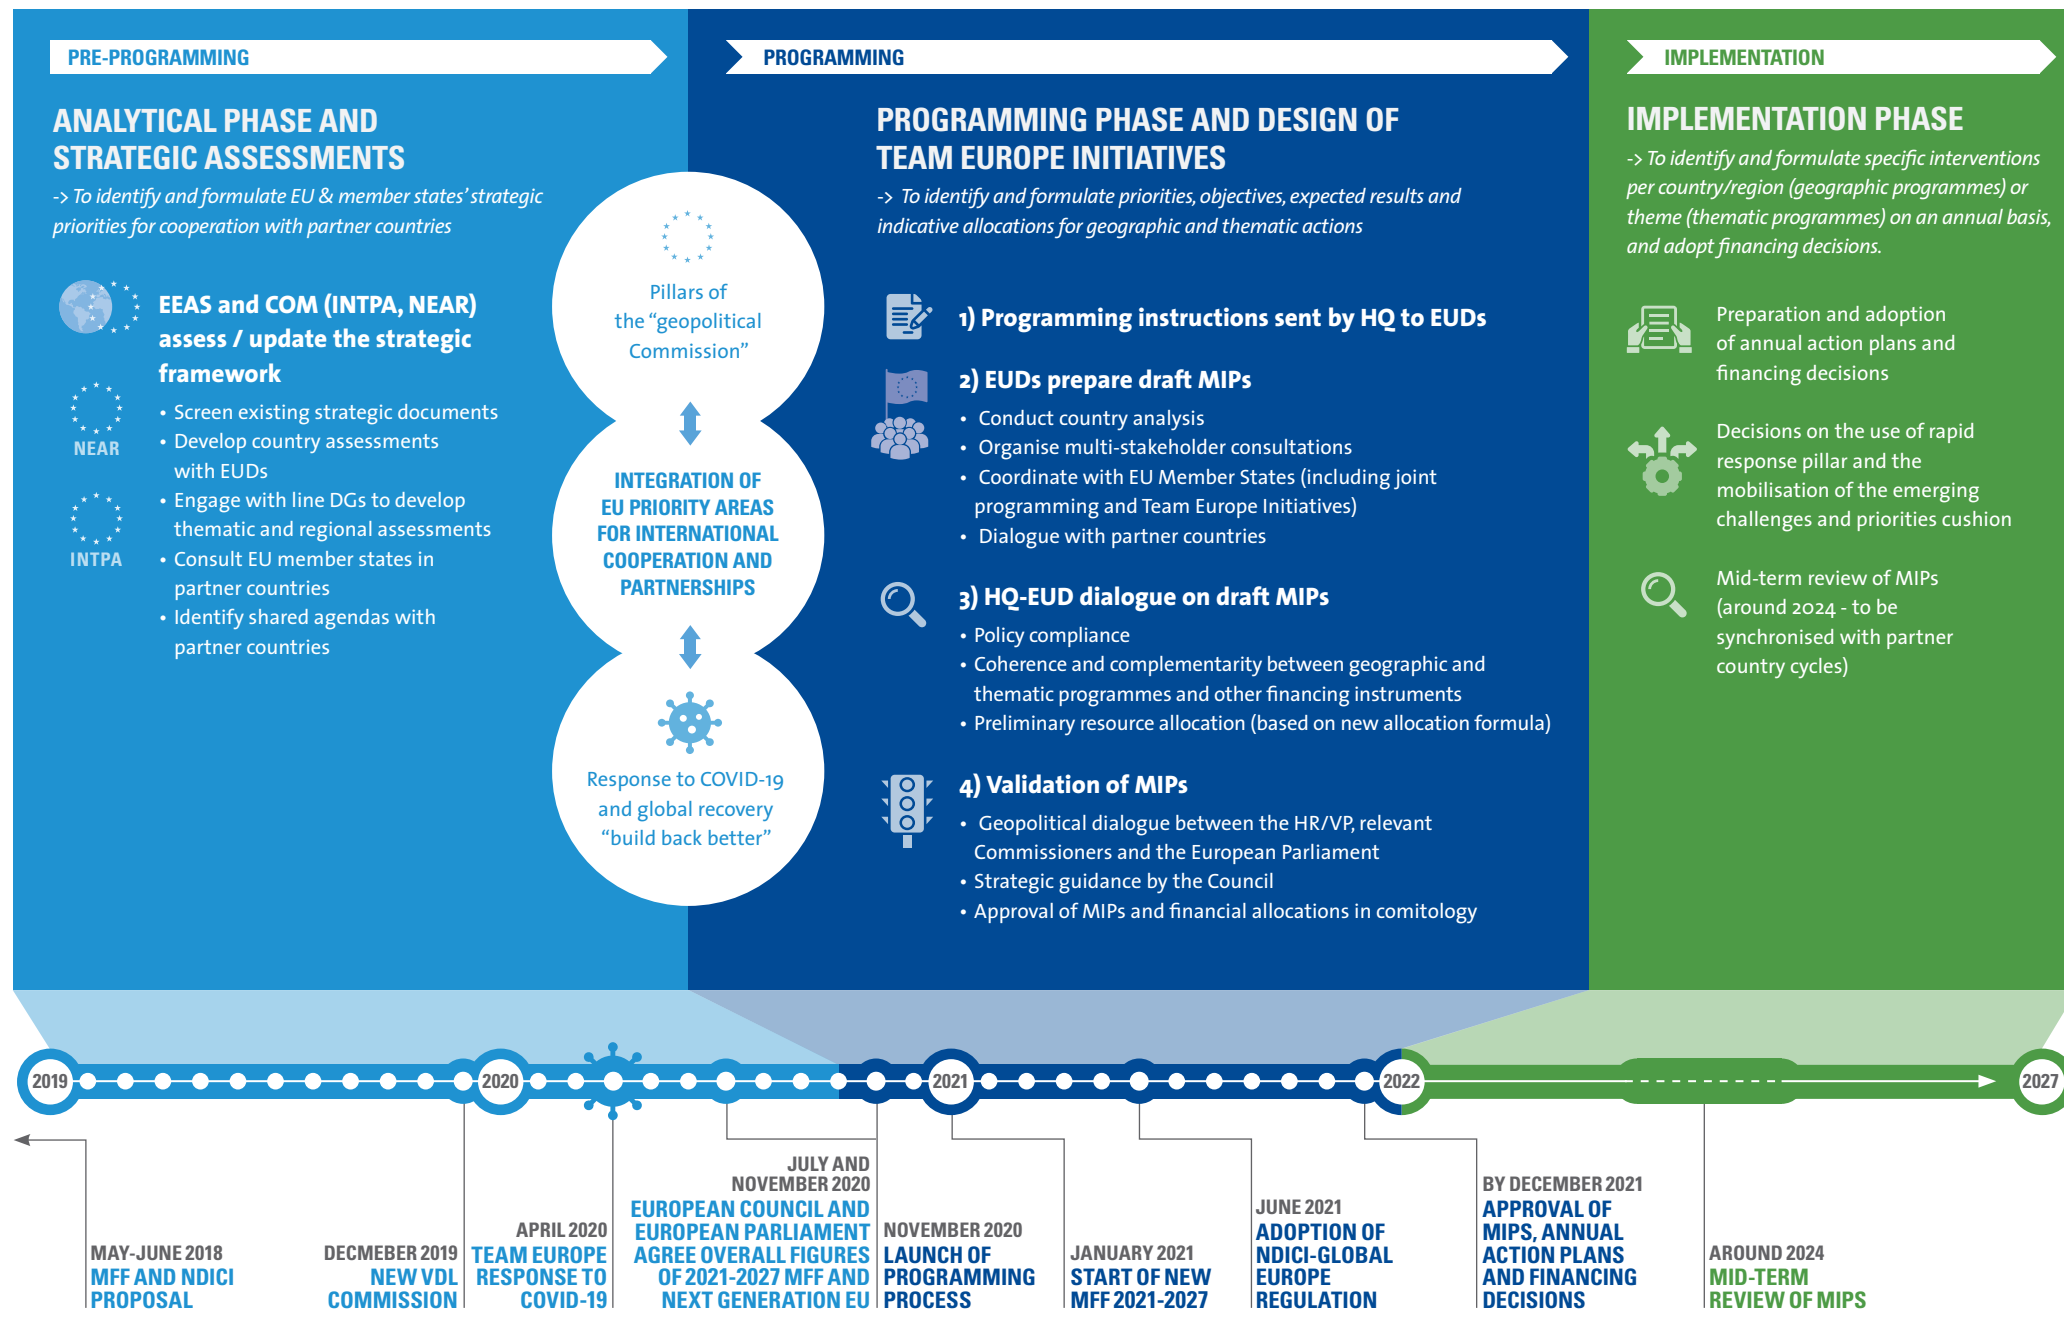 PRE-PROGRAMMING
ANALYTICAL PHASE AND
STRATEGIC ASSESSMENTS
-> To identify and formulate EU & member states’ strategic
priorities for cooperation with partner countries
EEAS and COM (INTPA, NEAR)
assess / update the strategic
framework
NEAR
INTPA
• Screen existing strategic documents
• Develop country assessments
with EUDs
• Engage with line DGs to develop
thematic and regional assessments
• Consult EU member states in
partner countries
• Identify shared agendas with
partner countries
Pillars of
the “geopolitical
Commission”
INTEGRATION OF
EU PRIORITY AREAS
FOR INTERNATIONAL
COOPERATION AND
PARTNERSHIPS
Response to COVID-19
and global recovery
“build back better”
PROGRAMMING
PROGRAMMING PHASE AND DESIGN OF
TEAM EUROPE INITIATIVES
-> To identify and formulate priorities, objectives, expected results and
indicative allocations for geographic and thematic actions
1) Programming instructions sent by HQ to EUDs
2) EUDs prepare draft MIPs
• Conduct country analysis
• Organise multi-stakeholder consultations
• Coordinate with EU Member States (including joint
programming and Team Europe Initiatives)
• Dialogue with partner countries
3) HQ-EUD dialogue on draft MIPs
• Policy compliance
• Coherence and complementarity between geographic and
thematic programmes and other financing instruments
• Preliminary resource allocation (based on new allocation formula)
4) Validation of MIPs
• Geopolitical dialogue between the HR/VP, relevant
Commissioners and the European Parliament
• Strategic guidance by the Council
• Approval of MIPs and financial allocations in comitology
IMPLEMENTATION
IMPLEMENTATION PHASE
-> To identify and formulate specific interventions
per country/region (geographic programmes) or
theme (thematic programmes) on an annual basis,
and adopt financing decisions.
Preparation and adoption
of annual action plans and
financing decisions
Decisions on the use of rapid
response pillar and the
mobilisation of the emerging
challenges and priorities cushion
Mid-term review of MIPs
(around 2024 - to be
synchronised with partner
country cycles)
2019
2020
2021
2022
2027
MAY-JUNE 2018
MFF AND NDICI
PROPOSAL
DECMEBER 2019
NEW VDL
COMMISSION
APRIL 2020
TEAM EUROPE
RESPONSE TO
COVID-19
JULY AND
NOVEMBER 2020
EUROPEAN COUNCIL AND
EUROPEAN PARLIAMENT
AGREE OVERALL FIGURES
OF 2021-2027 MFF AND
NEXT GENERATION EU
NOVEMBER 2020
LAUNCH OF
PROGRAMMING
PROCESS
JANUARY 2021
START OF NEW
MFF 2021-2027
JUNE 2021
ADOPTION OF
NDICI-GLOBAL
EUROPE
REGULATION
BY DECEMBER 2021
APPROVAL OF
MIPS, ANNUAL
ACTION PLANS
AND FINANCING
DECISIONS
AROUND 2024
MID-TERM
REVIEW OF MIPS